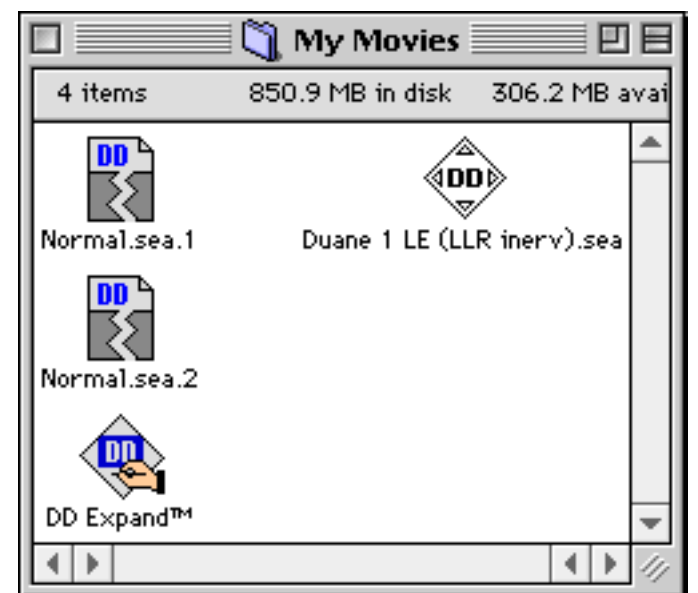 My Movies
4 items 850.9 MB in disk 306.2 MB avai
DD
Normal.sea.1
DD
Duane 1 LE (LLR inerv).sea
DD
Normal.sea.2
DD
DD Expand™